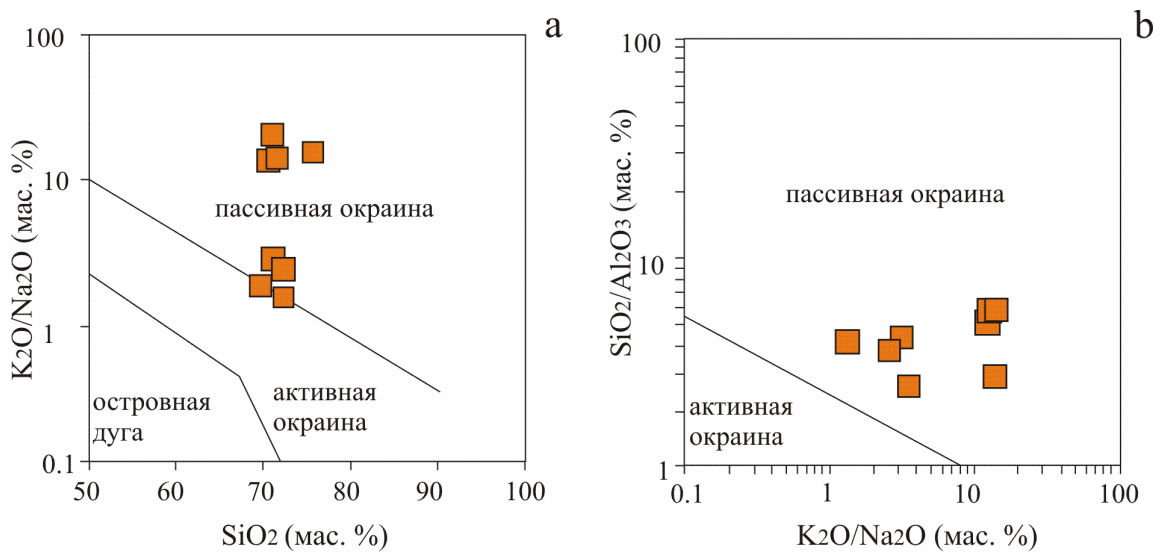 a
100
10
1
0.1
K2O/Na2O (мас. %)
пассивная окраина
островная
дуга
активная
окраина
50
60
70
80
90
100
SiO2 (мас. %)
b
100
10
1
SiO2/Al2O3 (мас. %)
пассивная окраина
активная
окраина
0.1
1
10
100
K2O/Na2O (мас. %)